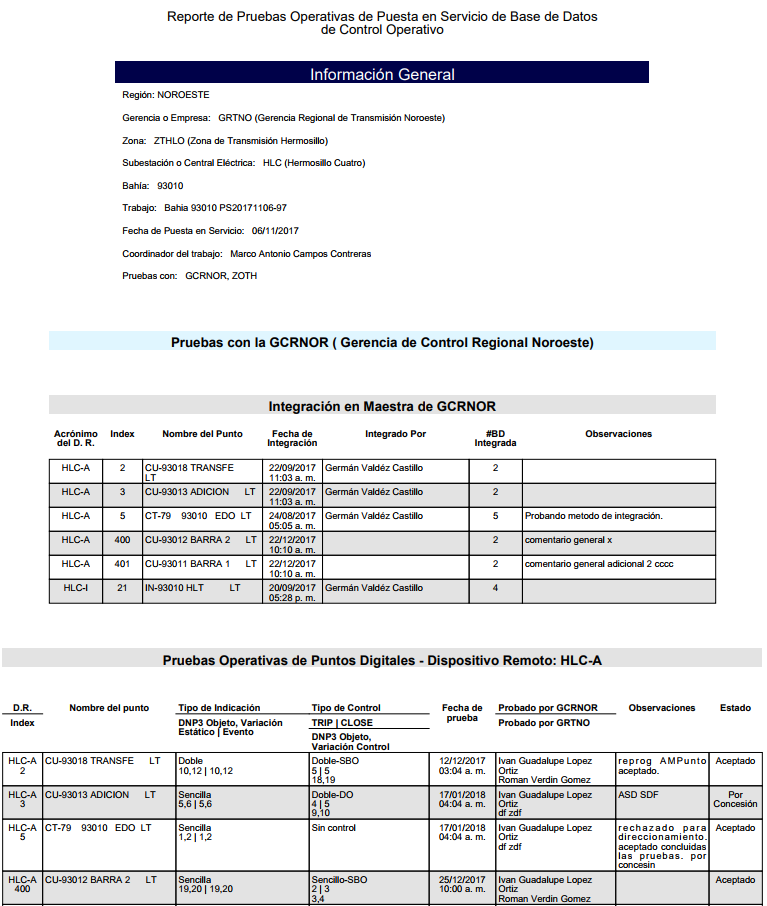 Reporte de Pruebas Operativas de Puesta en Servicio de Base de Datos
de Control Operativo
Información General
Región: NOROESTE
Gerencia o Empresa: GRTNO (Gerencia Regional de Transmisión Noroeste)
Zona: ZTHLO (Zona de Transmisión Hermosillo)
Subestación o Central Eléctrica: HLC (Hermosillo Cuatro)
Bahía: 93010
Trabajo: Bahia 93010 PS20171106-97
Fecha de Puesta en Servicio: 06/11/2017
Coordinador del trabajo: Marco Antonio Campos Contreras
Pruebas con: GCRNOR, ZOTH
Pruebas con la GCRNOR ( Gerencia de Control Regional Noroeste)
Integración en Maestra de GCRNOR
Acrónimo del D. R. Index Nombre del Punto Fecha de Integración Integrado Por #BD Integrada Observaciones
HLC-A 2 CU-93018 TRANSFE LT 22/09/2017 11:03 a. m. Germán Valdéz Castillo 2
HLC-A 3 CU-93013 ADICION LT 22/09/2017 11:03 a. m. Germán Valdéz Castillo 2
HLC-A 5 CT-79 93010 EDO LT 24/08/2017 05:05 a. m. Germán Valdéz Castillo 5 Probando metodo de integración.
HLC-A 400 CU-93012 BARRA 2 LT 22/12/2017 10:10 a. m. 2 comentario general x
HLC-A 401 CU-93011 BARRA 1 LT 22/12/2017 10:10 a. m. 2 comentario general adicional 2 cccc
HLC-I 21 IN-93010 HLT LT 20/09/2017 05:28 p. m. Germán Valdéz Castillo 4
Pruebas Operativas de Puntos Digitales - Dispositivo Remoto: HLC-A
D.R. Nombre del punto Tipo de Indicación Tipo de Control Fecha de prueba Probado por GCRNOR Observaciones Estado
Index DNP3 Objeto, Variación Estático | Evento TRIP | CLOSE Probado por GRTNO
DNP3 Objeto, Variación Control
HLC-A CU-93018 TRANSFE LT Doble Doble-SBO 12/12/2017 Ivan Guadalupe Lopez reprog AMPunto Aceptado
2 10,12 | 10,12 5 | 5 03:04 a. m. Ortiz aceptado.
18,19 Roman Verdin Gomez
HLC-A CU-93013 ADICION LT Sencilla Doble-DO 17/01/2018 Ivan Guadalupe Lopez ASD SDF Por
3 5,6 | 5,6 4 | 5 04:04 a. m. Ortiz Concesión
9,10 df zdf
HLC-A CT-79 93010 EDO LT Sencilla Sin control 17/01/2018 Ivan Guadalupe Lopez rechazado para Aceptado
5 1,2 | 1,2 04:04 a. m. Ortiz direccionamiento.
df zdf aceptado concluidas
las pruebas. por
concesin
HLC-A CU-93012 BARRA 2 LT Sencilla Sencillo-SBO 25/12/2017 Ivan Guadalupe Lopez Aceptado
400 19,20 | 19,20 2 | 3 10:00 a. m. Ortiz
3,4 Roman Verdin Gomez